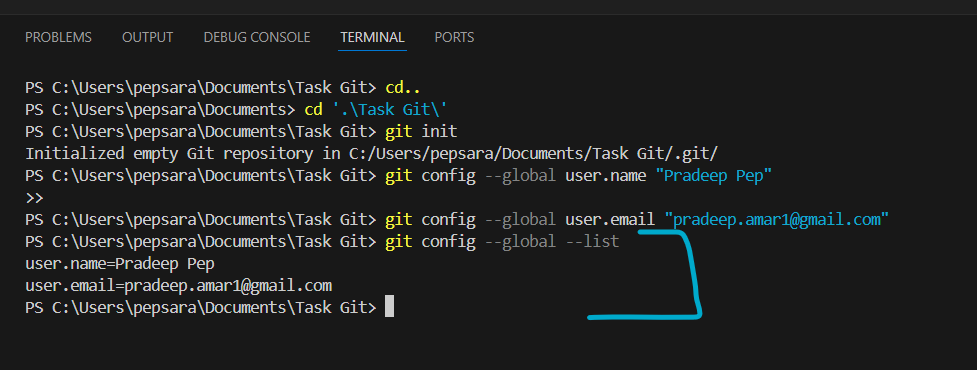 PROBLEMS OUTPUT DEBUG CONSOLE TERMINAL PORTS
PS C:\Users\pepsara\Documents\Task Git> cd..
PS C:\Users\pepsara\Documents> cd '.\Task Git\'
PS C:\Users\pepsara\Documents\Task Git> git init
Initialized empty Git repository in C:/Users/pepsara/Documents/Task Git/.git/
PS C:\Users\pepsara\Documents\Task Git> git config --global user.name "Pradeep Pep"
>>
PS C:\Users\pepsara\Documents\Task Git> git config --global user.email "pradeep.amar1@gmail.com"
PS C:\Users\pepsara\Documents\Task Git> git config --global --list
user.name=Pradeep Pep
user.email=pradeep.amar1@gmail.com
PS C:\Users\pepsara\Documents\Task Git>